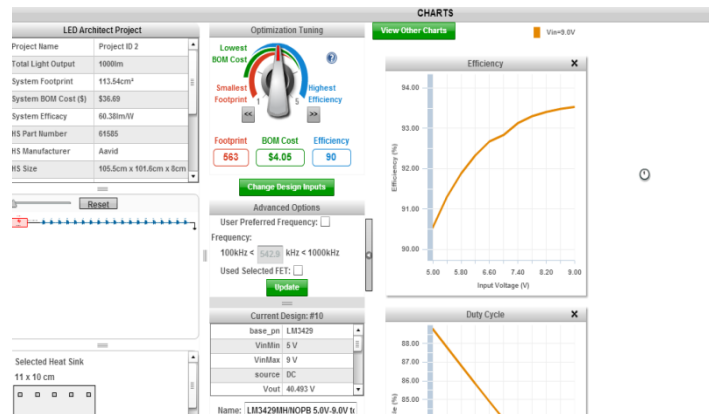 CHARTS
LED Architect Project
Project Name Project ID 2
Total Light Output 1000lm
System Footprint 113.54cm²
System BOM Cost ($) $36.69
System Efficacy 60.38lm/W
HS Part Number 61585
HS Manufacturer Aavid
HS Size 105.5cm x 101.6cm x 8cm
Reset
Selected Heat Sink
11 x 10 cm
Optimization Tuning
Lowest
BOM Cost
?
Smallest
Footprint
1
5
Highest
Efficiency
<<
>>
Footprint BOM Cost Efficiency
563 $4.05 90
Change Design Inputs
Advanced Options
User Preferred Frequency:
Frequency:
100kHz < 542.9 kHz < 1000kHz
Used Selected FET:
Update
Current Design: #10
base_pn LM3429
VinMin 5 V
VinMax 9 V
source DC
Vout 40.493 V
Name: LM3429MH/NOPB 5.0V-9.0V to
View Other Charts
Vin=9.0V
Efficiency X
94.00
93.00
92.00
91.00
90.00
Efficiency (%)
5.00 5.80 6.60 7.40 8.20 9.00
Input Voltage (V)
Duty Cycle X
88.00
87.00
86.00
85.00
le (%)